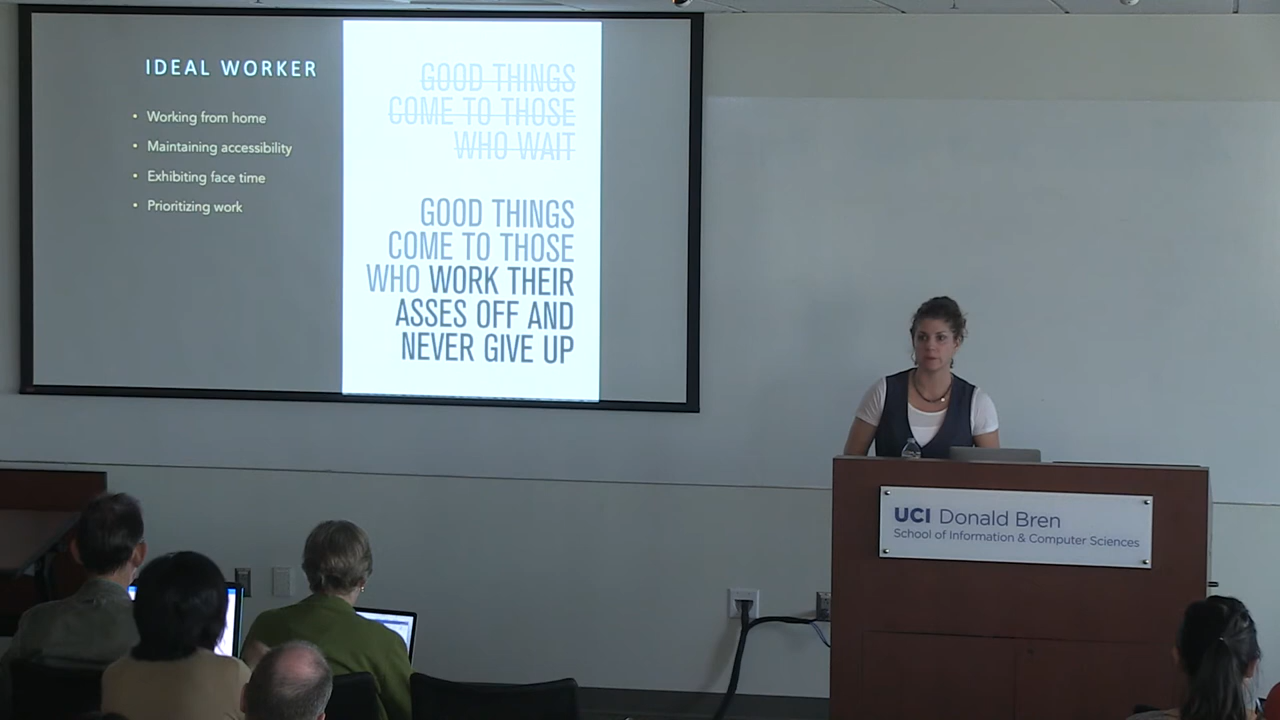 IDEAL WORKER
• Working from home
• Maintaining accessibility
• Exhibiting face time
• Prioritizing work
GOOD THINGS
COME TO THOSE
WHO WAIT
GOOD THINGS
COME TO THOSE
WHO WORK THEIR
ASSES OFF AND
NEVER GIVE UP
UCI Donald Bren
School of Information & Computer Sciences